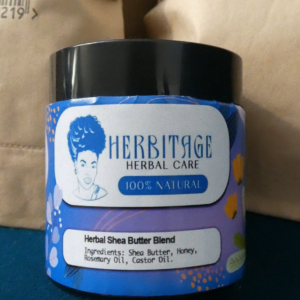 219>
HERBITAGE
HERBAL CARE
100% NATURAL
Herbal Shea Butter Blend
Ingredients: Shea Butter, Honey,
Rosemary Oil, Castor Oil.